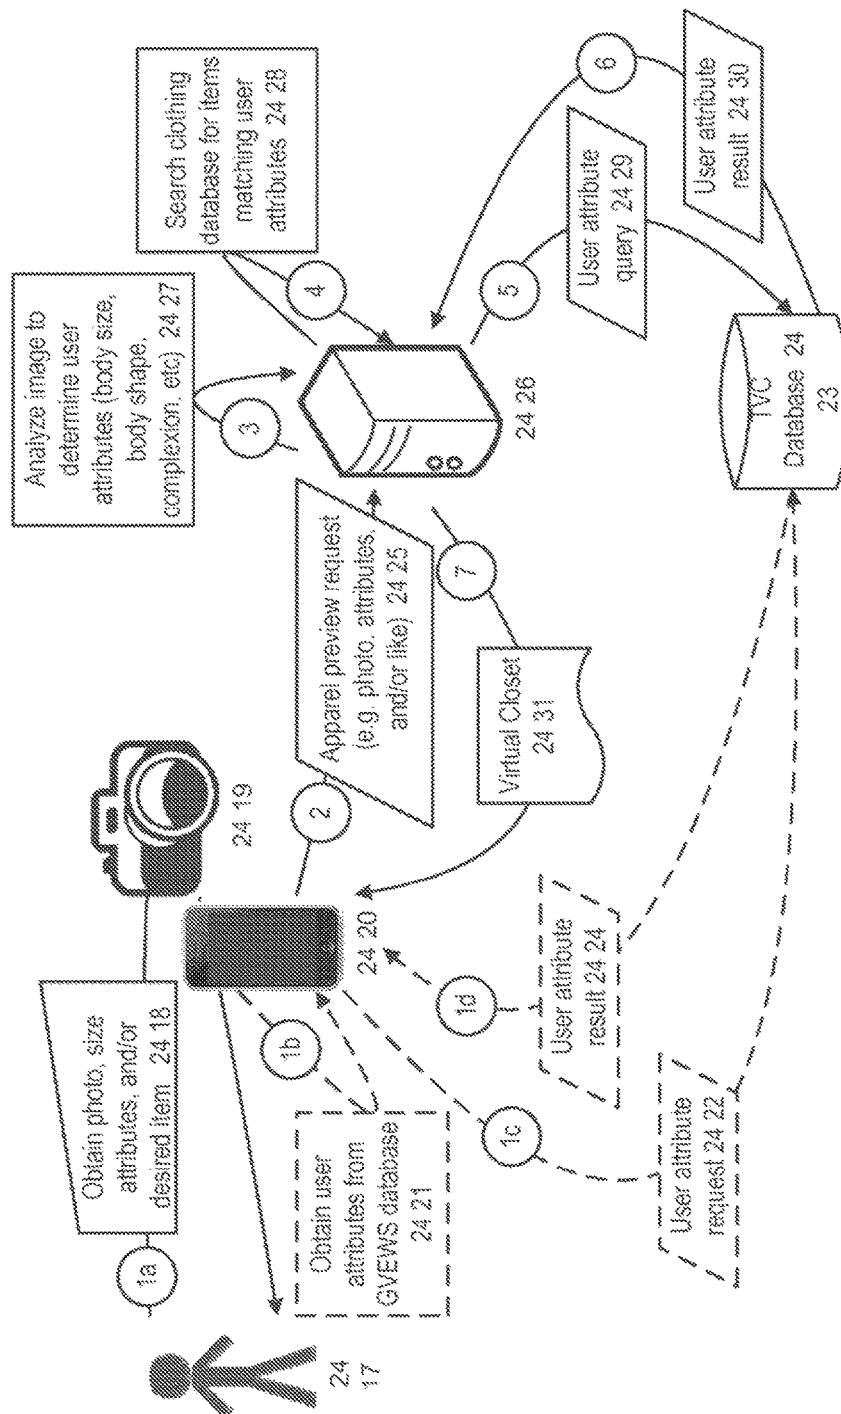 1a
Obtain photo, size
attributes, and/or
desired item 24 18
24
17
24 19
24 20
1b
Obtain user
attributes from
GVEWS database
24 21
1c
User attribute
request 24 22
1d
User attribute
result 24 24
2
Apparel preview request
(e.g. photo, attributes,
and/or like) 24 25
3
Analyze image to
determine user
attributes (body size,
body shape,
complexion, etc) 24 27
4
Search clothing
database for items
matching user
attributes 24 28
24 26
5
User attribute
query 24 29
6
User attribute
result 24 30
7
Virtual Closet
24 31
TVC
Database 24
23